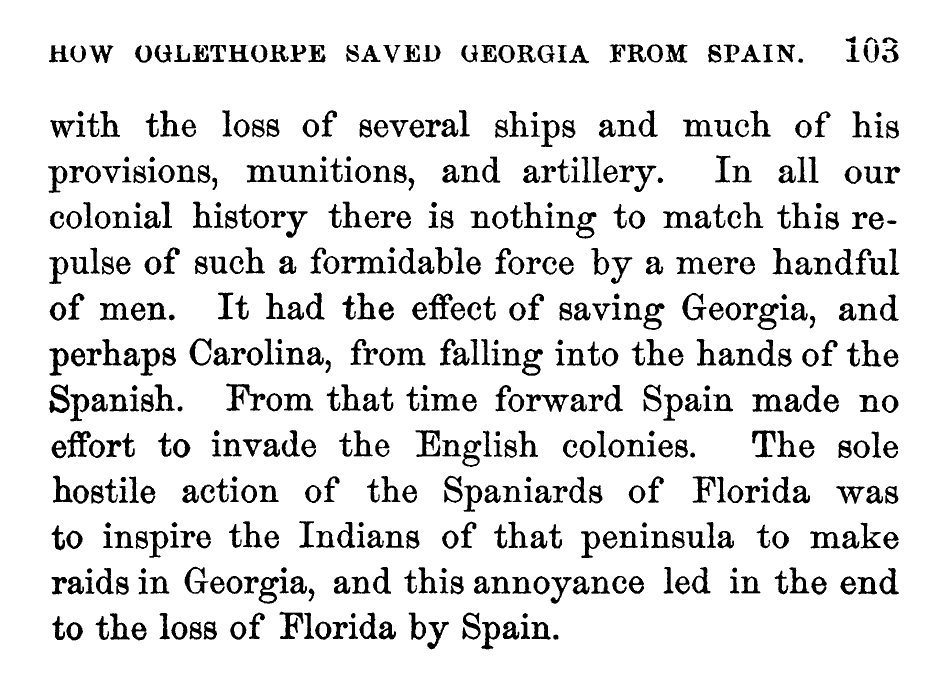 HOW OGLETHORPE SAVED GEORGIA FROM SPAIN. 103
with the loss of several ships and much of his
provisions, munitions, and artillery. In all our
colonial history there is nothing to match this re-
pulse of such a formidable force by a mere handful
of men. It had the effect of saving Georgia, and
perhaps Carolina, from falling into the hands of the
Spanish. From that time forward Spain made no
effort to invade the English colonies. The sole
hostile action of the Spaniards of Florida was
to inspire the Indians of that peninsula to make
raids in Georgia, and this annoyance led in the end
to the loss of Florida by Spain.